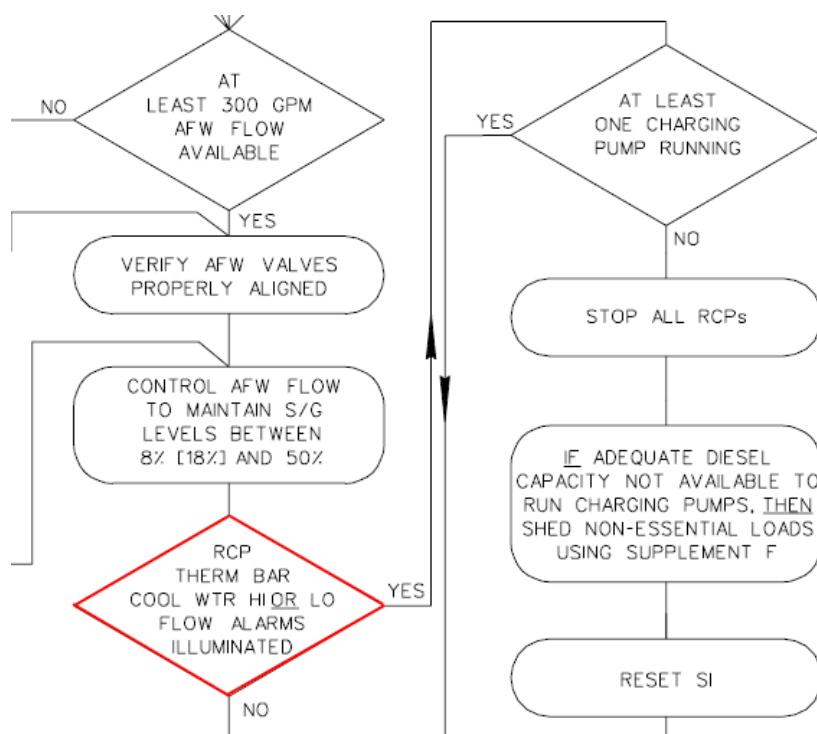 AT
LEAST 300 GPM
AFW FLOW
AVAILABLE
NO
YES
VERIFY AFW VALVES
PROPERLY ALIGNED
CONTROL AFW FLOW
TO MAINTAIN S/G
LEVELS BETWEEN
8% [18%] AND 50%
RCP
THERM BAR
COOL WTR HI OR LO
FLOW ALARMS
ILLUMINATED
YES
NO
AT LEAST
ONE CHARGING
PUMP RUNNING
YES
NO
STOP ALL RCPs
IF ADEQUATE DIESEL
CAPACITY NOT AVAILABLE TO
RUN CHARGING PUMPS, THEN
SHED NON-ESSENTIAL LOADS
USING SUPPLEMENT F
RESET SI